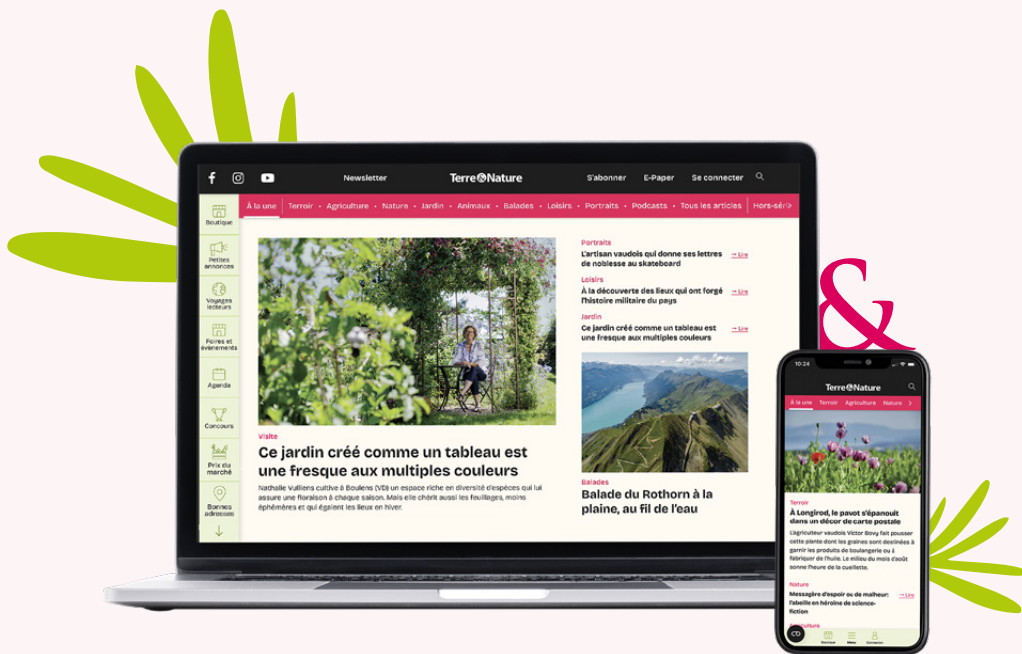 Newsletter
Terre&Nature
S'abonner
E-Paper
Se connecter
À la une
Terroir • Agriculture • Nature • Jardin • Animaux • Balades • Loisirs • Portraits • Podcasts • Tous les articles
Hors-séri
Boutique
Petites
annonces
Voyages
lecteurs
Foires et
événements
Agenda
Concours
Prix du
marché
Bonnes
adresses
Visite
Ce jardin créé comme un tableau est
une fresque aux multiples couleurs
Nathalie Vulliens cultive à Boulens (VD) un espace riche en diversité d'espèces qui lui
assure une floraison à chaque saison. Mais elle chérit aussi les feuillages, moins
éphémères et qui égaient les lieux en hiver.
Portraits
L'artisan vaudois qui donne ses lettres
de noblesse au skateboard
→ Lire
Loisirs
À la découverte des lieux qui ont forgé
l'histoire militaire du pays
→ Lire
Jardin
Ce jardin créé comme un tableau est
une fresque aux multiples couleurs
→ Lire
Balades
Balade du Rothorn à la
plaine, au fil de l'eau
&
10:24
Terre&Nature
À la une Terroir Agriculture Nature
Terroir
À Longirod, le pavot s'épanouit
dans un décor de carte postale
L'agriculteur vaudois Victor Bovy fait pousser
cette plante dont les graines sont destinées à
garnir les produits de boulangerie ou à
fabriquer de l'huile. Le milieu du mois d'août
sonne l'heure de la cueillette.
Nature
Messagère d'espoir ou de malheur:
l'abeille en héroïne de science-
fiction
→ Lire
Agriculture
Boutique
Menu
Connexion